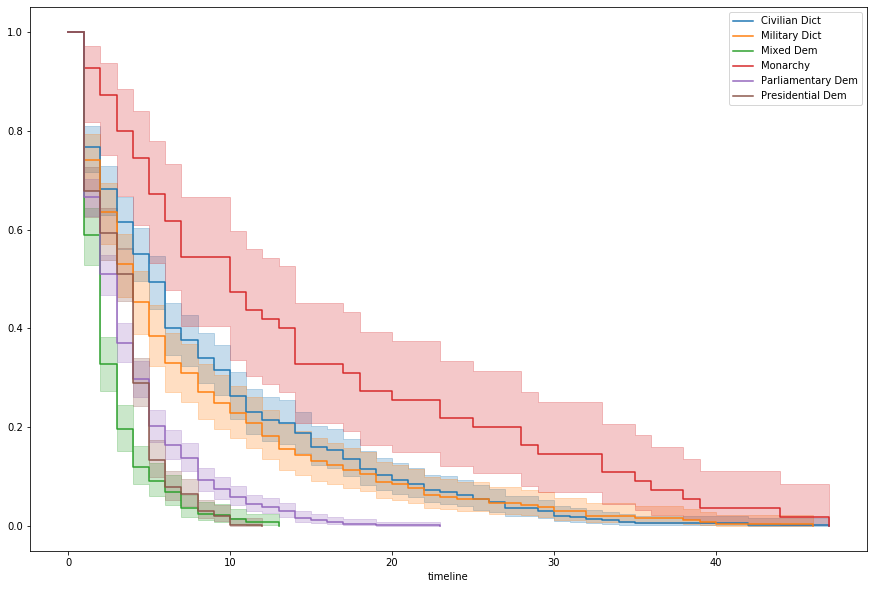 1.0
0.8
0.6
0.4
0.2
0.0
0
10
20
30
40
timeline
Civilian Dict
Military Dict
Mixed Dem
Monarchy
Parliamentary Dem
Presidential Dem